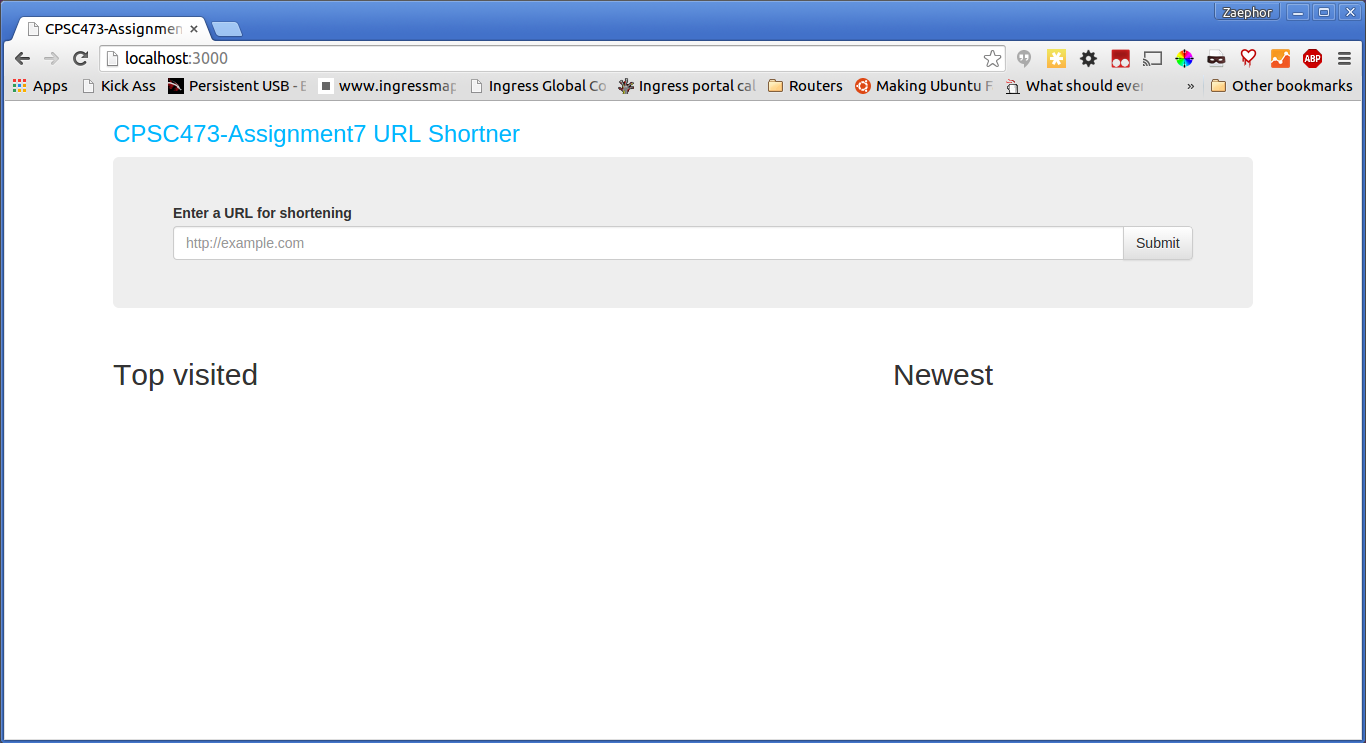 Zaephor
CPSC473-Assignmen
localhost:3000
Apps Kick Ass Persistent USB - www.ingressmap Ingress Global Co Ingress portal cal Routers Making Ubuntu F What should ever » Other bookmarks
ABP
CPSC473-Assignment7 URL Shortner
Enter a URL for shortening
http://example.com Submit
Top visited Newest